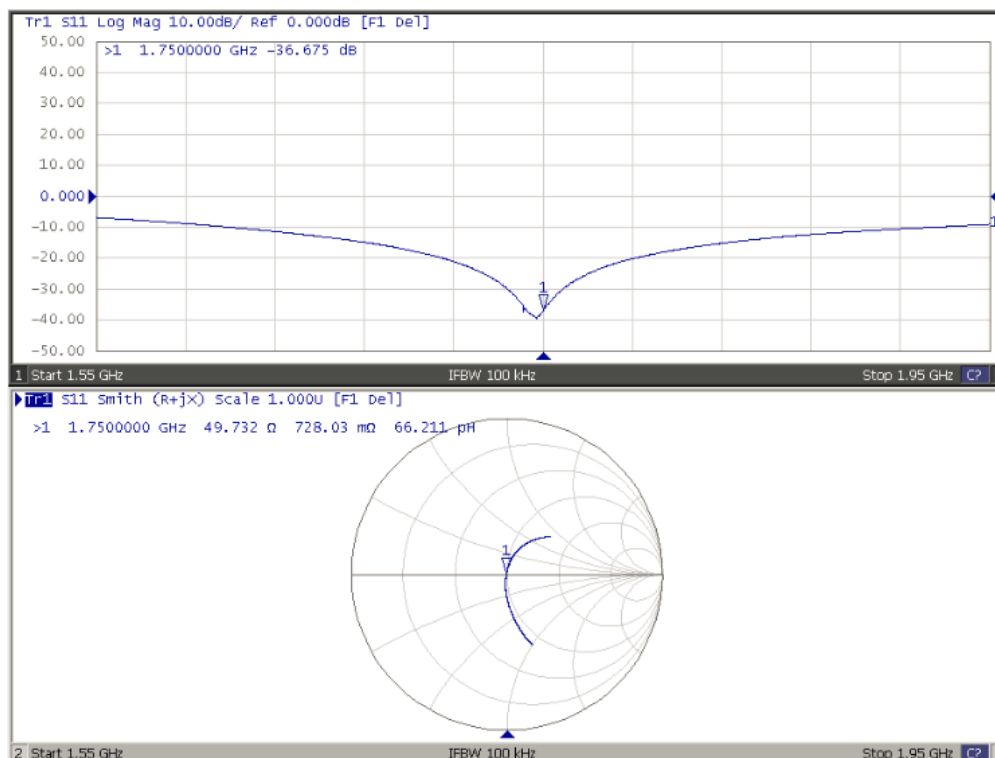 Tr1 S11 Log Mag 10.00dB/ Ref 0.000dB [F1 Del]
50.00
>1 1.7500000 GHz -36.675 dB
40.00
30.00
20.00
10.00
0.000
-10.00
1
-20.00
-30.00
1
-40.00
-50.00
1 Start 1.55 GHz IFBW 100 kHz Stop 1.95 GHz C?
Tr1 S11 Smith (R+jX) Scale 1.000U [F1 Del]
>1 1.7500000 GHz 49.732 Ω 728.03 mΩ 66.211 pH
1
2 Start 1.55 GHz IFBW 100 kHz Stop 1.95 GHz C?